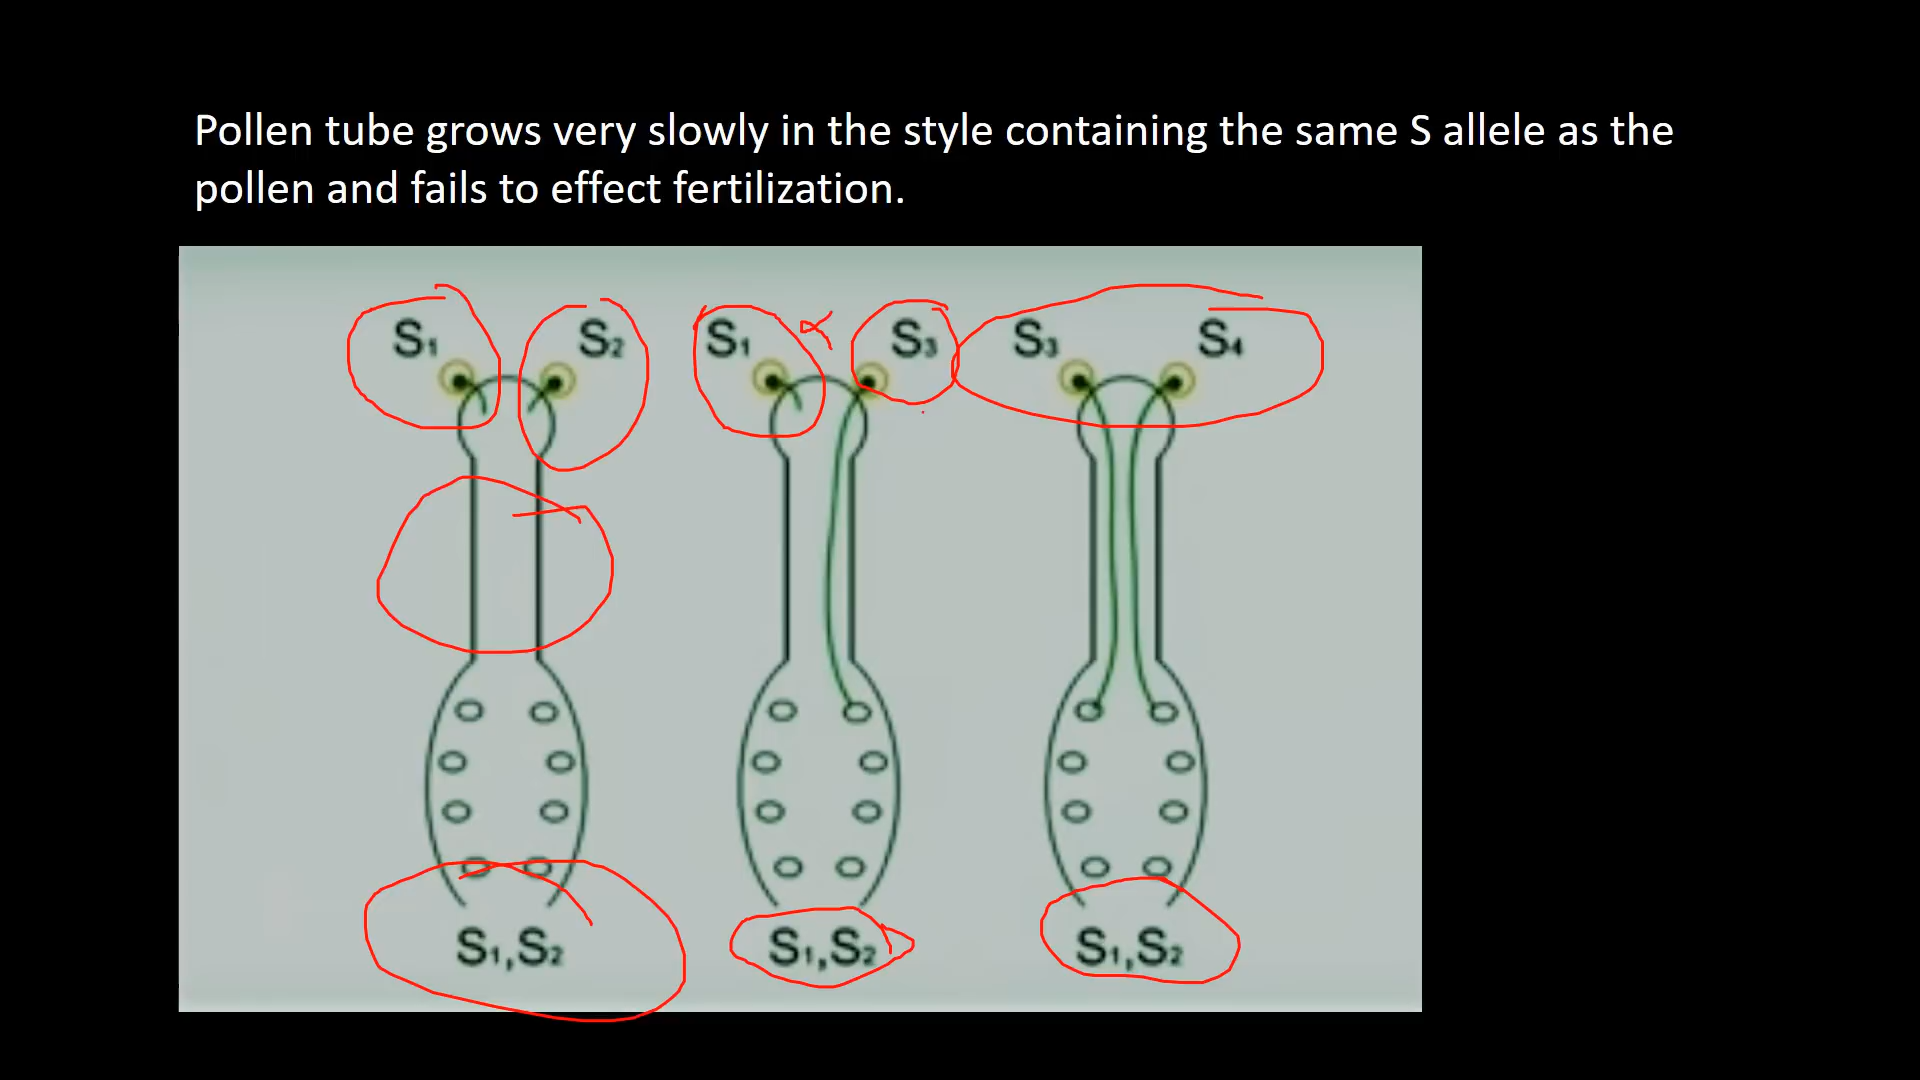 Pollen tube grows very slowly in the style containing the same S allele as the
pollen and fails to effect fertilization.
S₁ S₂ S₁ S₃ S₃ S₄
S₁,S₂ S₁,S₂ S₁,S₂